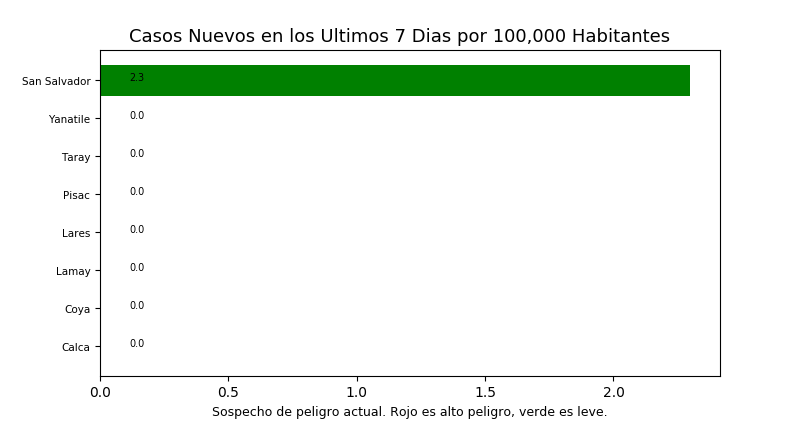 Casos Nuevos en los Ultimos 7 Dias por 100,000 Habitantes
San Salvador 2.3
Yanatile 0.0
Taray 0.0
Pisac 0.0
Lares 0.0
Lamay 0.0
Coya 0.0
Calca 0.0
0.0 0.5 1.0 1.5 2.0
Sospecho de peligro actual. Rojo es alto peligro, verde es leve.